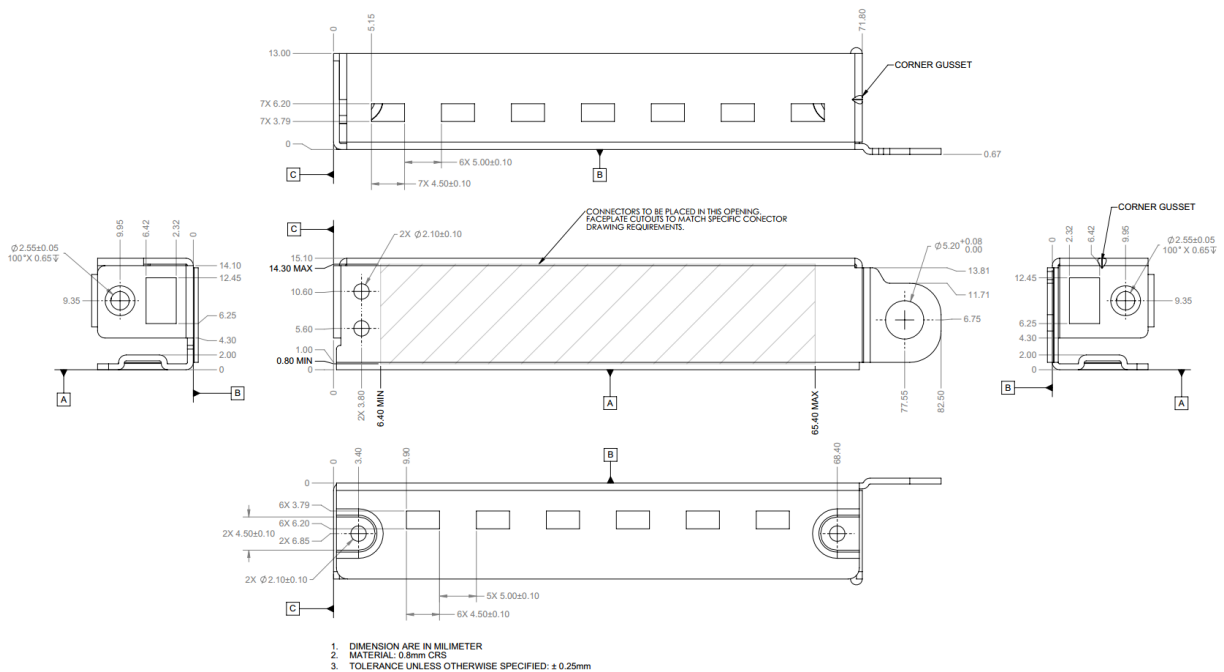 0
5.15
71.80
13.00
CORNER GUSSET
7X 6.20
7X 3.79
0
0.67
6X 5.00±0.10
C
B
7X 4.50±0.10
CONNECTORS TO BE PLACED IN THIS OPENING.
FACEPLATE CUTOUTS TO MATCH SPECIFIC CONECTOR
DRAWING REQUIREMENTS.
9.95
6.42
2.32
0
Ø2.55±0.05
100°X 0.65↧
14.10
12.45
9.35
6.25
4.30
2.00
0
A
B
C
2X Ø2.10±0.10
15.10
14.30 MAX
10.60
5.60
1.00
0.80 MIN
0
Ø5.20 +0.08
0.00
13.81
11.71
6.75
0
2X 3.80
6.40 MIN
A
65.40 MAX
77.55
82.50
0
2.32
6.42
9.95
CORNER GUSSET
Ø2.55±0.05
100°X 0.65↧
12.45
9.35
6.25
4.30
2.00
0
B
A
0
3.40
9.90
B
68.40
0
6X 3.79
6X 6.20
2X 4.50±0.10
2X 6.85
2X Ø2.10±0.10
5X 5.00±0.10
C
6X 4.50±0.10
1. DIMENSION ARE IN MILIMETER
2. MATERIAL: 0.8mm CRS
3. TOLERANCE UNLESS OTHERWISE SPECIFIED: ± 0.25mm